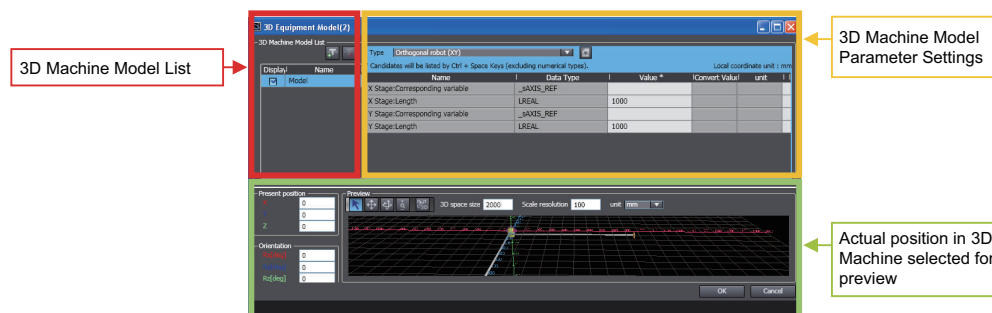 3D Equipment Model(2)
3D Machine Model List
3D Machine Model List
Display Name
Model
Type Orthogonal robot (XY)
Candidates will be listed by Ctrl + Space Keys (excluding numerical types). Local coordinate unit : mm
Name Data Type Value * Convert Value unit
X Stage:Corresponding variable _sAXIS_REF
X Stage:Length LREAL 1000
Y Stage:Corresponding variable _sAXIS_REF
Y Stage:Length LREAL 1000
3D Machine Model
Parameter Settings
Present position
0
0
Z 0
Orientation
0
0
Rz[deg] 0
Preview
3D space size 2000 Scale resolution 100 unit mm
OK Cancel
Actual position in 3D
Machine selected for
preview